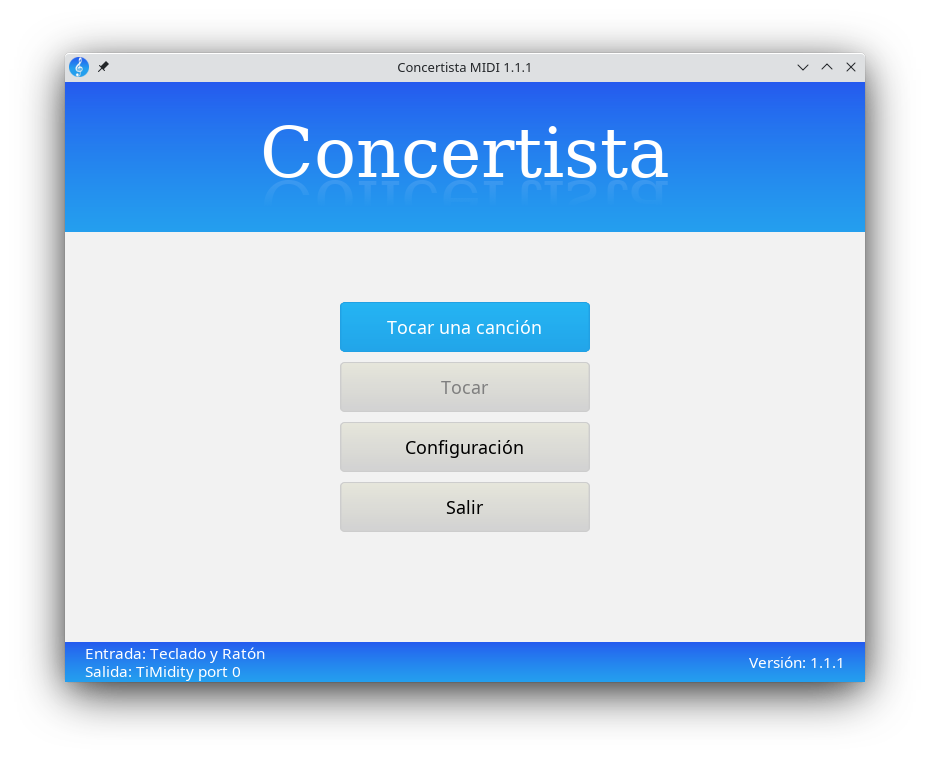 Concertista MIDI 1.1.1
Concertista
Tocar una canción
Tocar
Configuración
Salir
Entrada: Teclado y Ratón
Salida: TiMidity port 0
Versión: 1.1.1